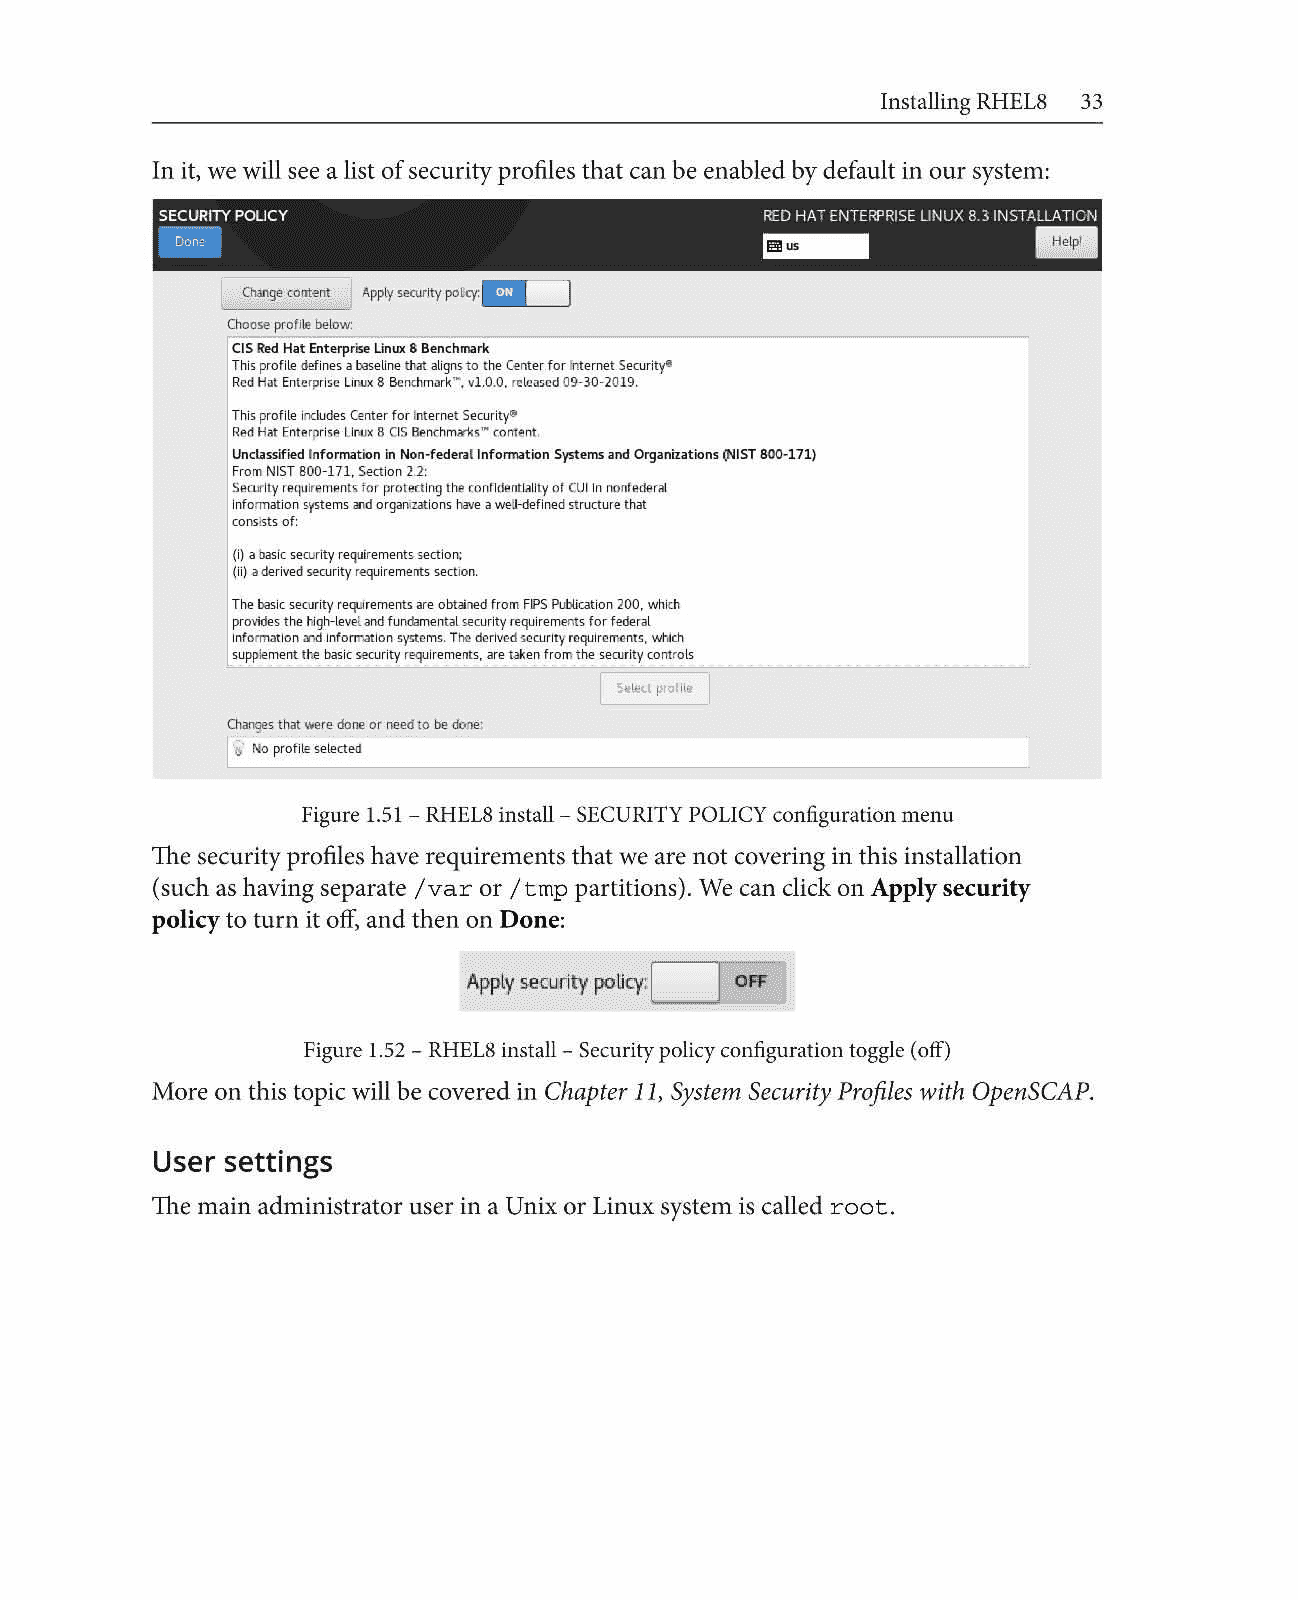 Installing RHEL8 33
In it, we will see a list of security profiles that can be enabled by default in our system:
SECURITY POLICY
RED HAT ENTERPRISE LINUX 8.3 INSTALLATION
Done
us
Help!
Change content
Apply security policy:
ON
Choose profile below:
CIS Red Hat Enterprise Linux 8 Benchmark
This profile defines a baseline that aligns to the Center for Internet Security®
Red Hat Enterprise Linux 8 Benchmark™, v1.0.0, released 09-30-2019.
This profile includes Center for Internet Security®
Red Hat Enterprise Linux 8 CIS Benchmarks™ content.
Unclassified Information in Non-federal Information Systems and Organizations (NIST 800-171)
From NIST 800-171, Section 2.2:
Security requirements for protecting the confidentiality of CUI in nonfederal
information systems and organizations have a well-defined structure that
consists of:
(i) a basic security requirements section;
(ii) a derived security requirements section.
The basic security requirements are obtained from FIPS Publication 200, which
provides the high-level and fundamental security requirements for federal
information and information systems. The derived security requirements, which
supplement the basic security requirements, are taken from the security controls
Select profile
Changes that were done or need to be done:
No profile selected
Figure 1.51 – RHEL8 install – SECURITY POLICY configuration menu
The security profiles have requirements that we are not covering in this installation
(such as having separate /var or /tmp partitions). We can click on Apply security
policy to turn it off, and then on Done:
Apply security policy:
OFF
Figure 1.52 – RHEL8 install – Security policy configuration toggle (off)
More on this topic will be covered in Chapter 11, System Security Profiles with OpenSCAP.
User settings
The main administrator user in a Unix or Linux system is called root.